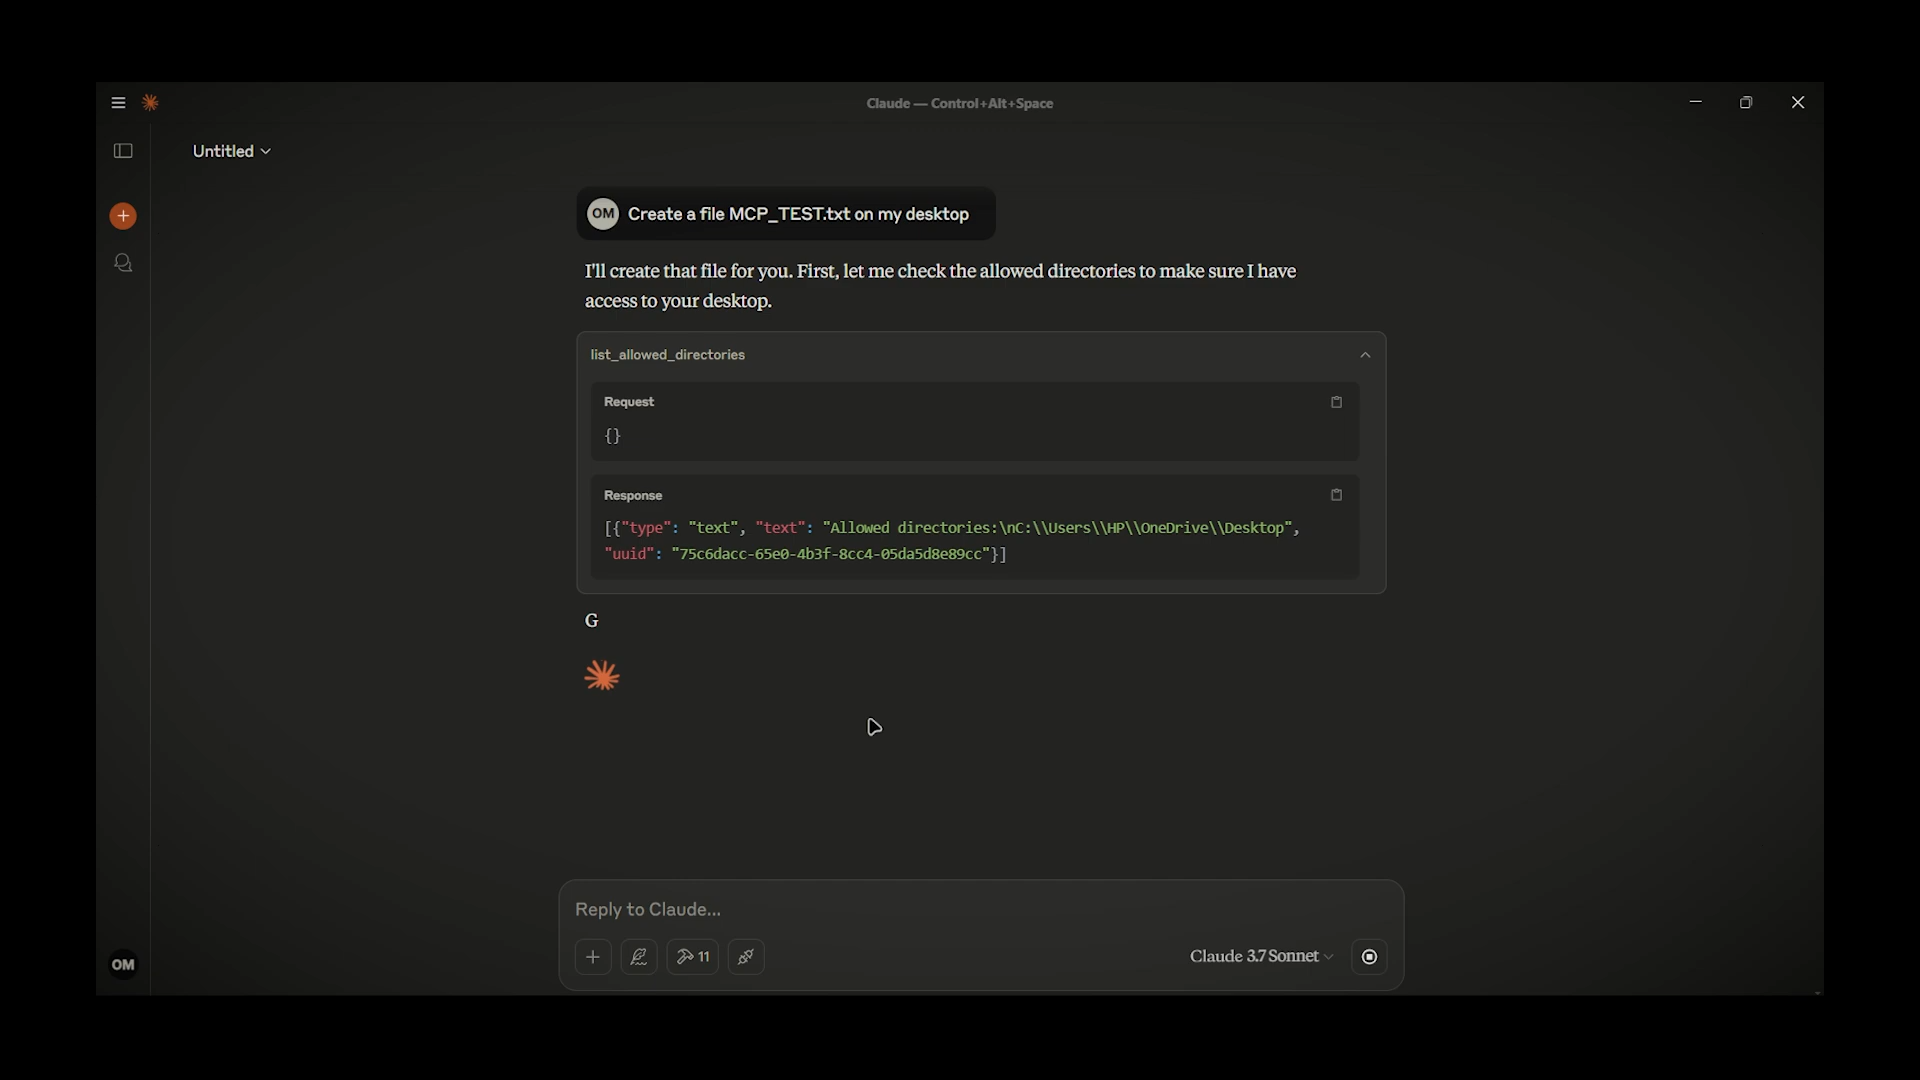 Claude — Control+Alt+Space
Untitled
OM Create a file MCP_TEST.txt on my desktop
I'll create that file for you. First, let me check the allowed directories to make sure I have
access to your desktop.
list_allowed_directories
Request
{}
Response
[{"type": "text", "text": "Allowed directories:\nC:\\Users\\HP\\OneDrive\\Desktop",
"uuid": "75c6dacc-65e0-4b3f-8cc4-05da5d8e89cc"}]
G
Reply to Claude...
11
Claude 3.7 Sonnet
OM